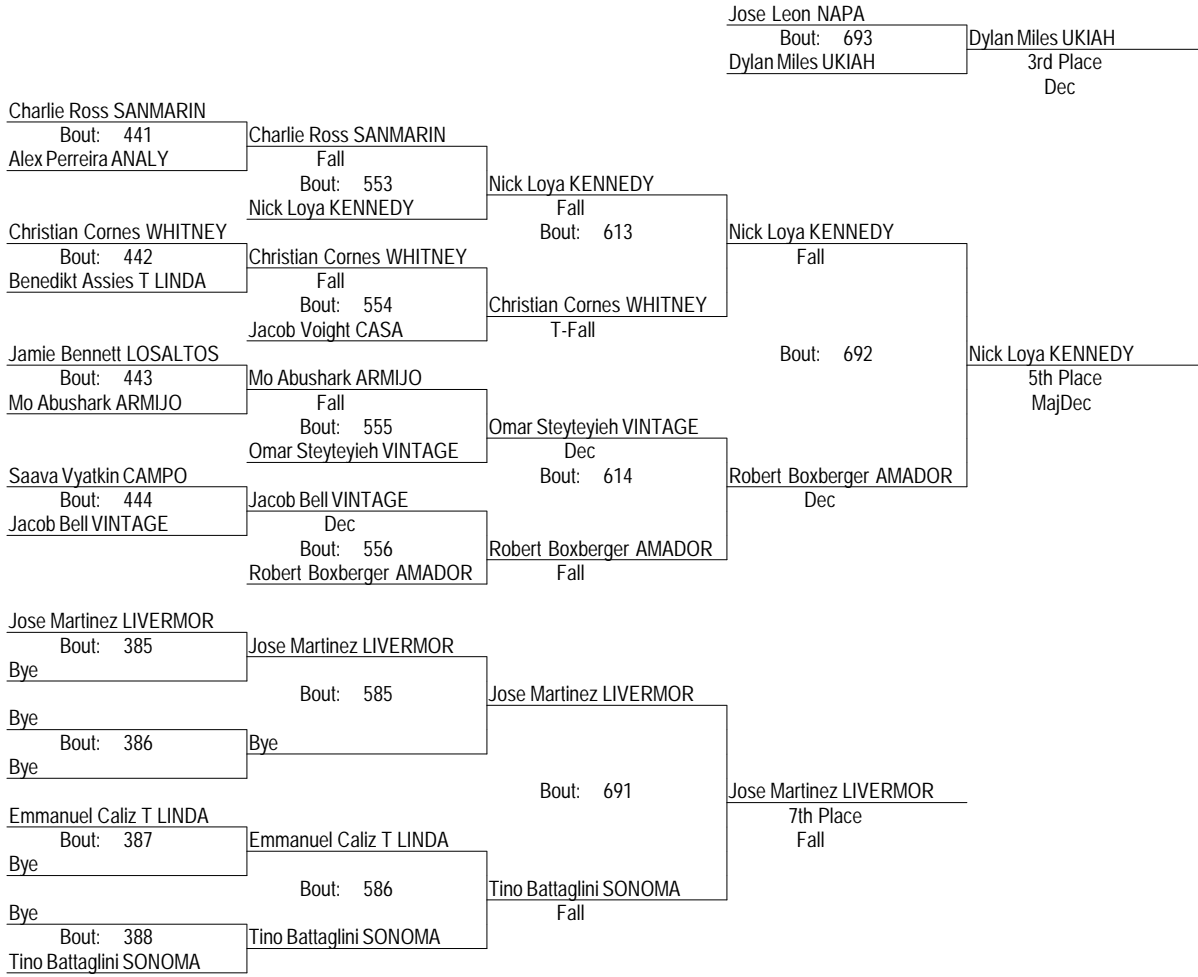 Jose Leon NAPA
Bout: 693
Dylan Miles UKIAH
Dylan Miles UKIAH
3rd Place
Dec
Charlie Ross SANMARIN
Bout: 441
Alex Perreira ANALY
Charlie Ross SANMARIN
Fall
Bout: 553
Nick Loya KENNEDY
Nick Loya KENNEDY
Fall
Bout: 613
Christian Cornes WHITNEY
Bout: 442
Benedikt Assies T LINDA
Christian Cornes WHITNEY
Fall
Bout: 554
Jacob Voight CASA
Christian Cornes WHITNEY
T-Fall
Nick Loya KENNEDY
Fall
Jamie Bennett LOSALTOS
Bout: 443
Mo Abushark ARMIJO
Mo Abushark ARMIJO
Fall
Bout: 555
Omar Steyteyieh VINTAGE
Omar Steyteyieh VINTAGE
Dec
Bout: 614
Bout: 692
Nick Loya KENNEDY
5th Place
MajDec
Saava Vyatkin CAMPO
Bout: 444
Jacob Bell VINTAGE
Jacob Bell VINTAGE
Dec
Bout: 556
Robert Boxberger AMADOR
Robert Boxberger AMADOR
Fall
Robert Boxberger AMADOR
Dec
Jose Martinez LIVERMOR
Bout: 385
Bye
Jose Martinez LIVERMOR
Bout: 585
Jose Martinez LIVERMOR
Bye
Bout: 386
Bye
Bye
Bout: 691
Jose Martinez LIVERMOR
7th Place
Fall
Emmanuel Caliz T LINDA
Bout: 387
Bye
Emmanuel Caliz T LINDA
Bout: 586
Tino Battaglini SONOMA
Fall
Bye
Bout: 388
Tino Battaglini SONOMA
Tino Battaglini SONOMA